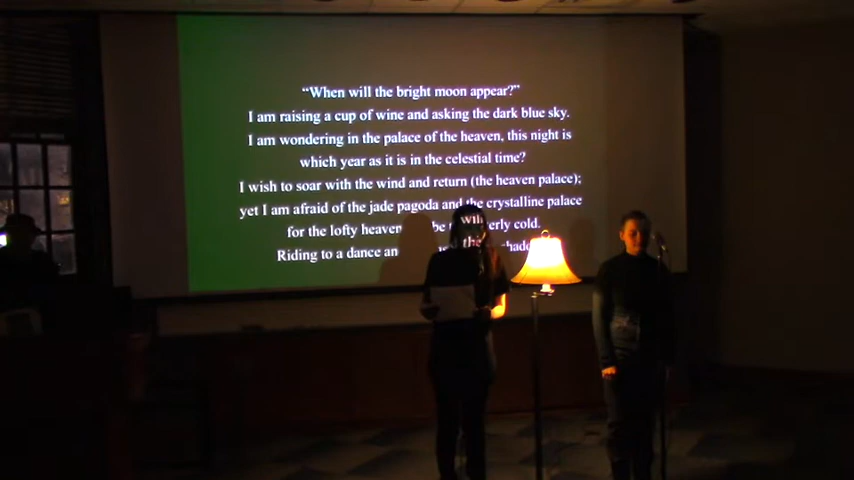 “When will the bright moon appear?”
I am raising a cup of wine and asking the dark blue sky.
I am wondering in the palace of the heaven, this night is
which year as it is in the celestial time?
I wish to soar with the wind and return (the heaven palace);
yet I am afraid of the jade pagoda and the crystalline palace
for the lofty heaven be erly cold.
Riding to a dance an